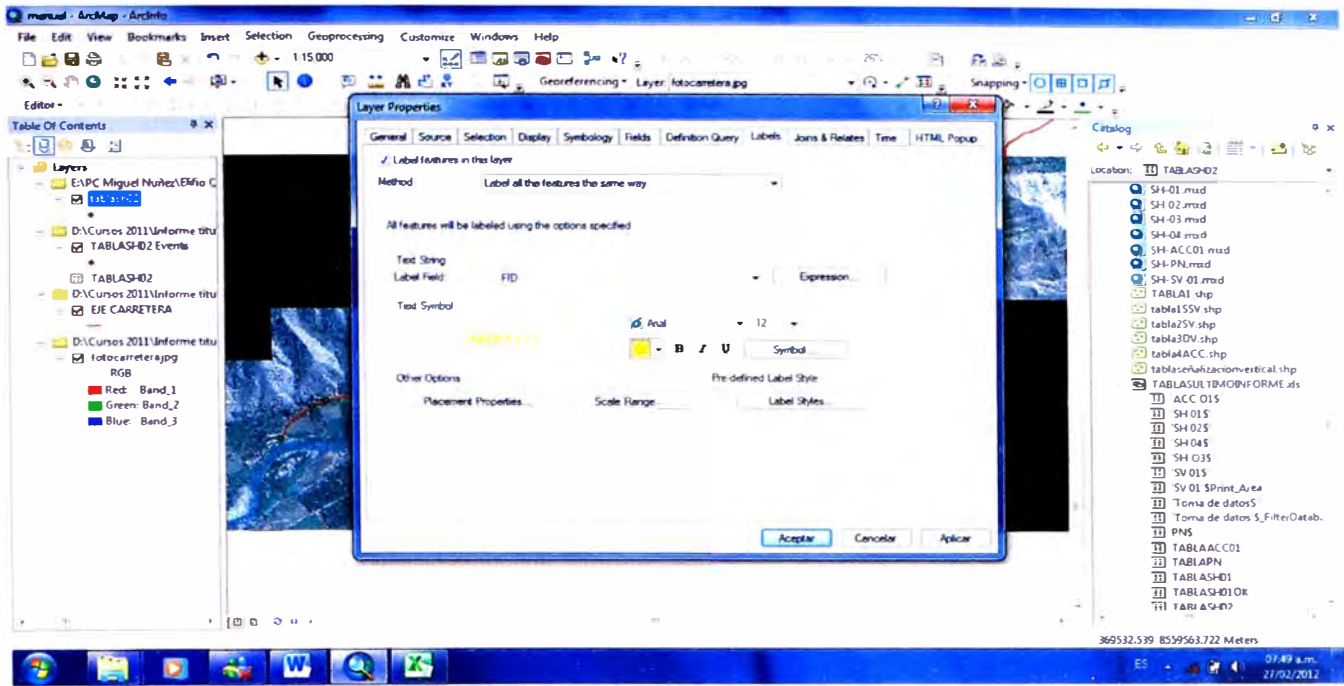 manual - ArcMap - ArcInfo
File Edit View Bookmarks Insert Selection Geoprocessing Customize Windows Help
1:15.000
26%
Georeferencing Layer: fotocarretera.jpg
Snapping
Editor
Table Of Contents
Layers
E:\PC Miguel Nuñez\Elifio C
D:\Cursos 2011\Informe titu
TABLASH02 Events
TABLASH02
D:\Cursos 2011\Informe titu
EJE CARRETERA
D:\Cursos 2011\Informe titu
fotocarretera.jpg
RGB
Red: Band_1
Green: Band_2
Blue: Band_3
Layer Properties
General Source Selection Display Symbology Fields Definition Query Labels Joins & Relates Time HTML Popup
Label features in this layer
Method: Label all the features the same way
All features will be labeled using the options specified
Text String
Label Field: FID Expression...
Text Symbol
Arial 12
B I U Symbol...
Other Options Pre-defined Label Style
Placement Properties... Scale Range... Label Styles...
Aceptar Cancelar Aplicar
Catalog
Location: TABLASH02
SH-01.mxd
SH-02.mxd
SH-03.mxd
SH-04.mxd
SH-ACC01.mxd
SH-PN.mxd
SH-SV-01.mxd
TABLA1.shp
tabla1SSV.shp
tabla2SV.shp
tabla3DV.shp
tabla4ACC.shp
tablaseñalizacionvertical.shp
TABLASULTIMOINFORME.xls
'ACC O1$'
'SH 01$'
'SH 02$'
'SH 04$'
'SH O3$'
'SV 01$'
'SV 01'$Print_Area
'Toma de datos$'
'Toma de datos $'_FilterDatab.
PN$
TABLAACC01
TABLAPN
TABLASH01
TABLASH01OK
TABLASH02
369532.539 8559563.722 Meters
ES
07:49 a.m.
27/02/2012